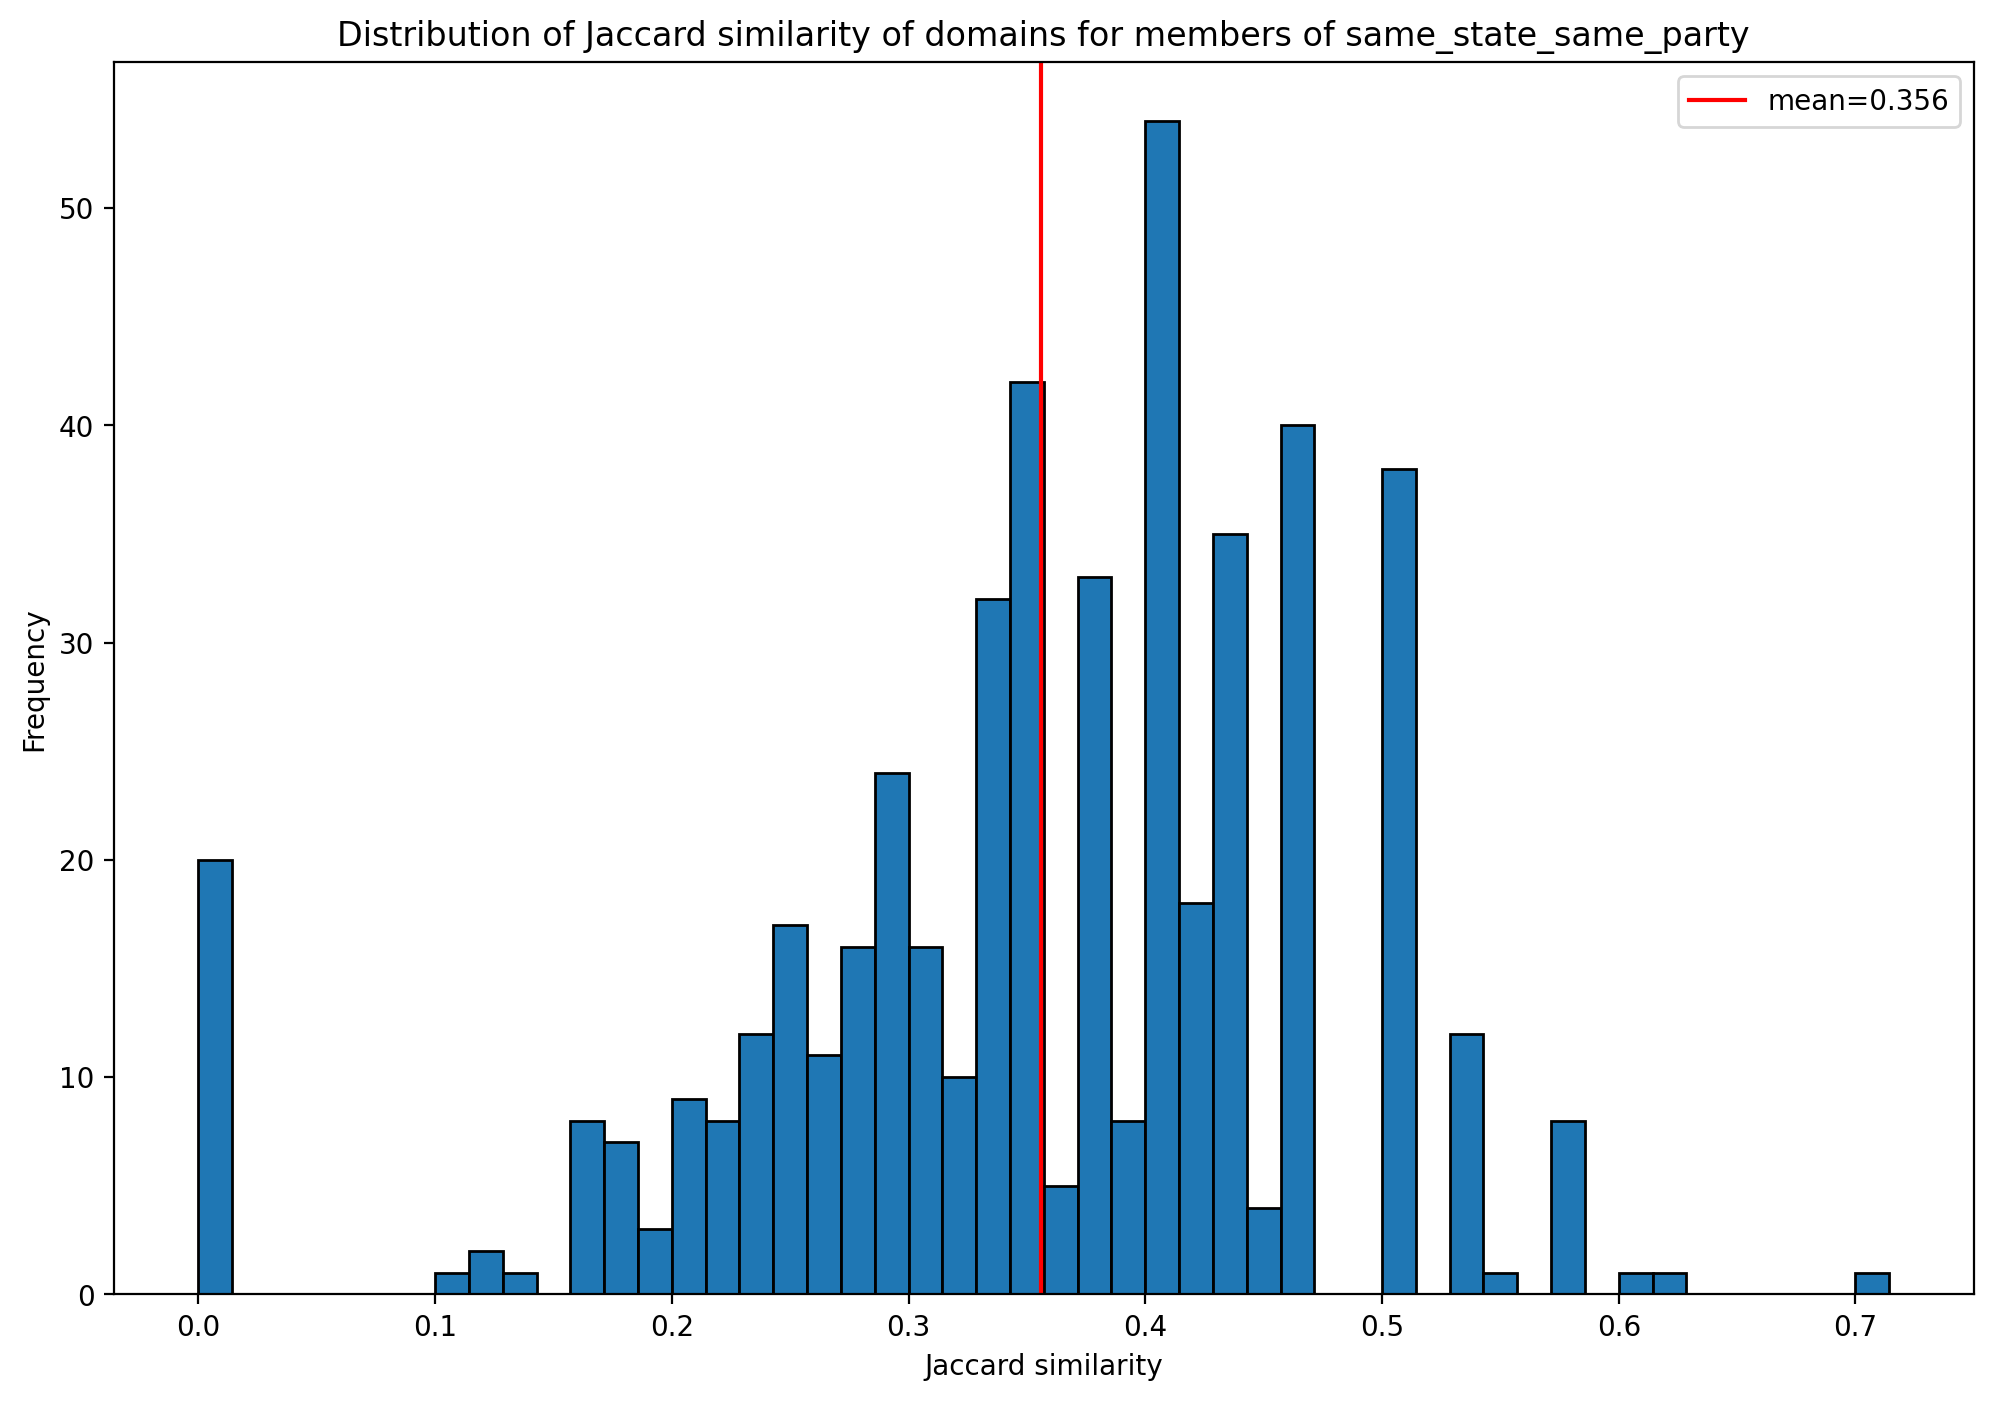 Distribution of Jaccard similarity of domains for members of same_state_same_party
mean=0.356
Frequency
50
40
30
20
10
0
0.0 0.1 0.2 0.3 0.4 0.5 0.6 0.7
Jaccard similarity